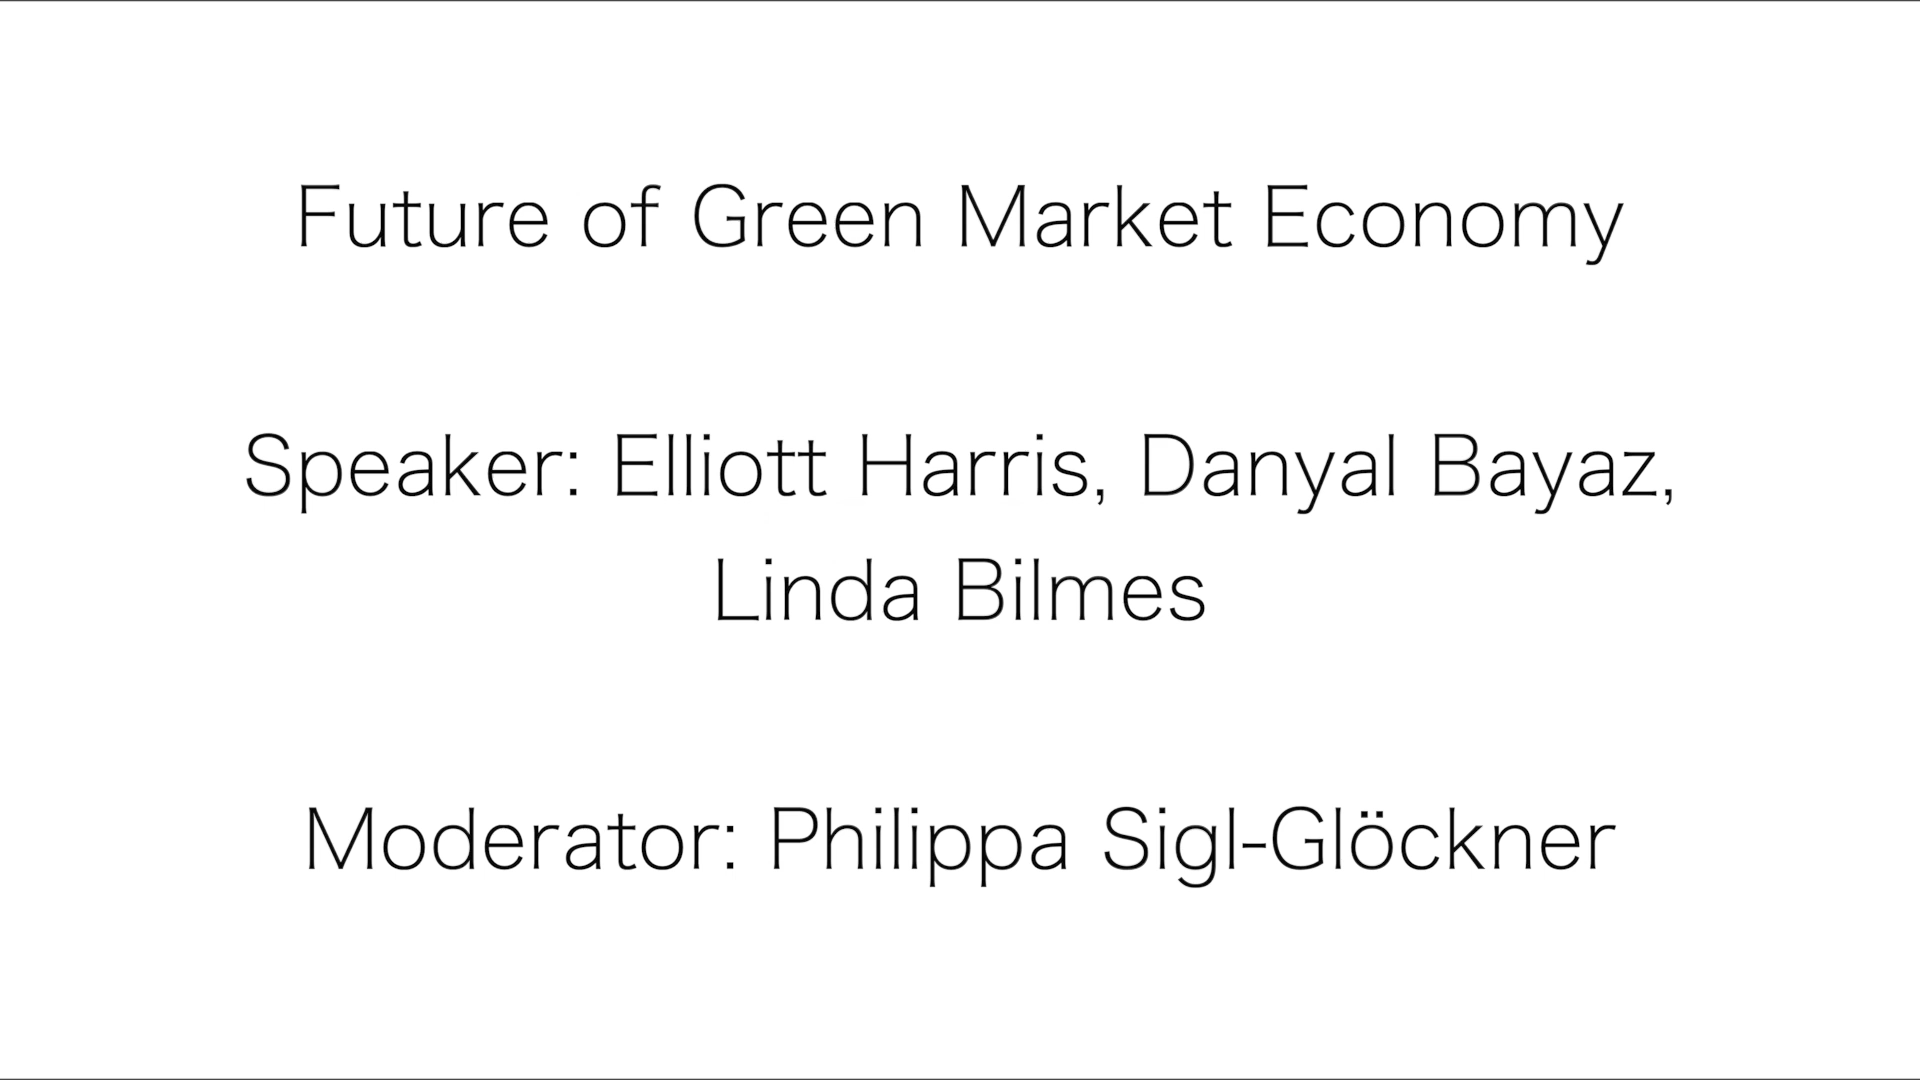 Future of Green Market Economy
Speaker: Elliott Harris, Danyal Bayaz,
Linda Bilmes
Moderator: Philippa Sigl-Glöckner